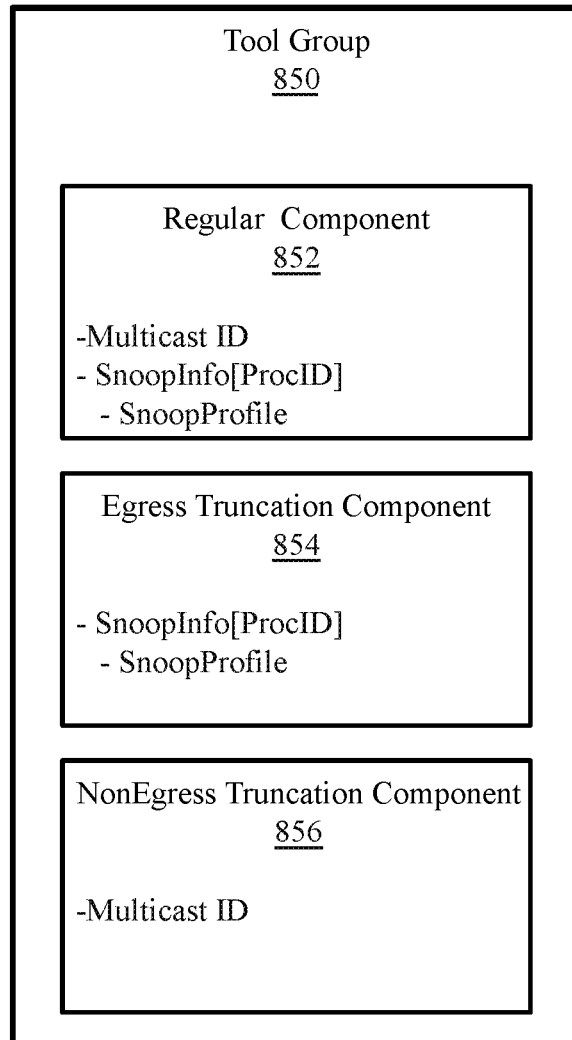 Tool Group
850
Regular Component
852
-Multicast ID
- SnoopInfo[ProcID]
- SnoopProfile
Egress Truncation Component
854
- SnoopInfo[ProcID]
- SnoopProfile
NonEgress Truncation Component
856
-Multicast ID